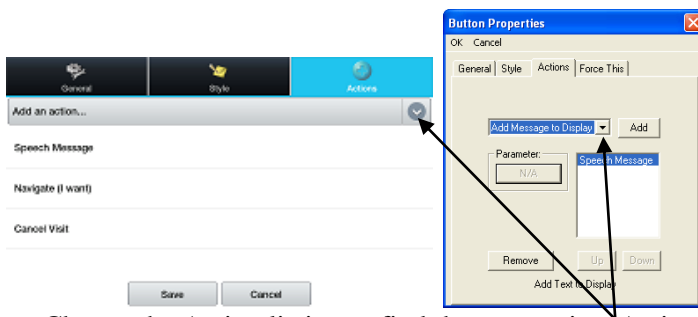 General Style Actions
Add an action...
Speech Message
Navigate (I want)
Cancel Visit
Save Cancel
Button Properties
OK Cancel
General Style Actions Force This
Add Message to Display Add
Parameter:
N/A
Speech Message
Remove Up Down
Add Text to Display